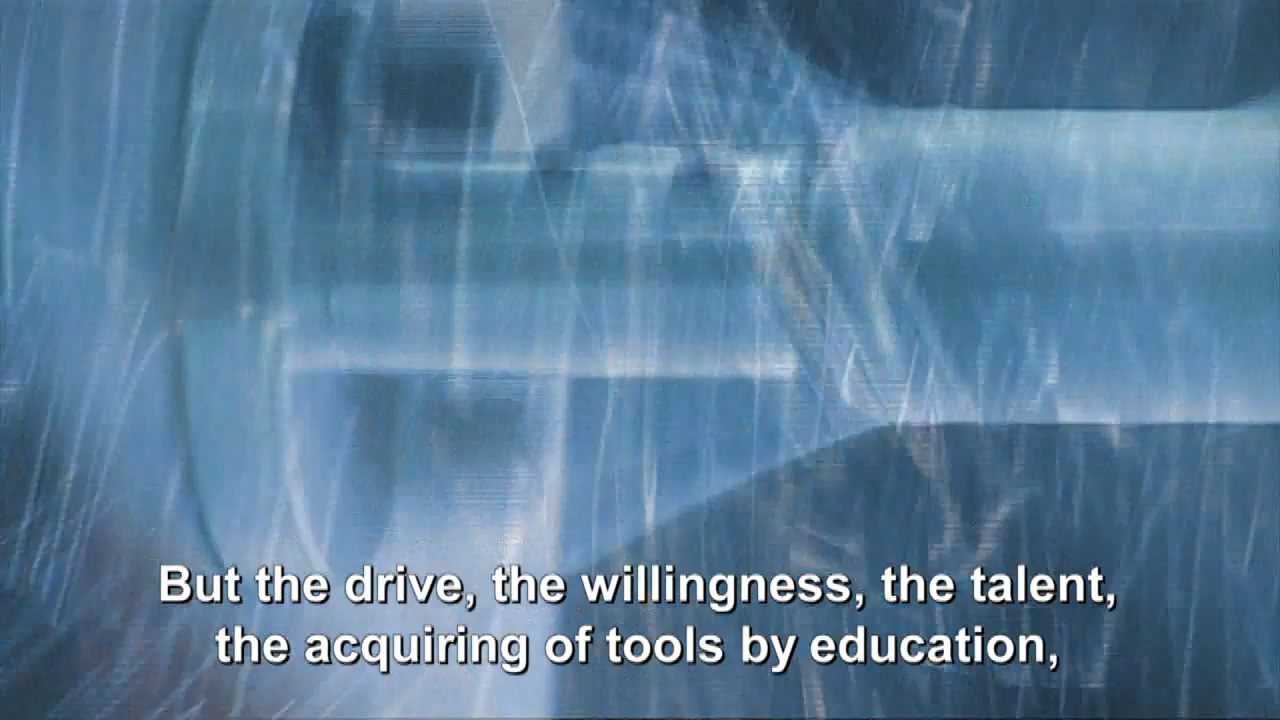 But the drive, the willingness, the talent,
the acquiring of tools by education,